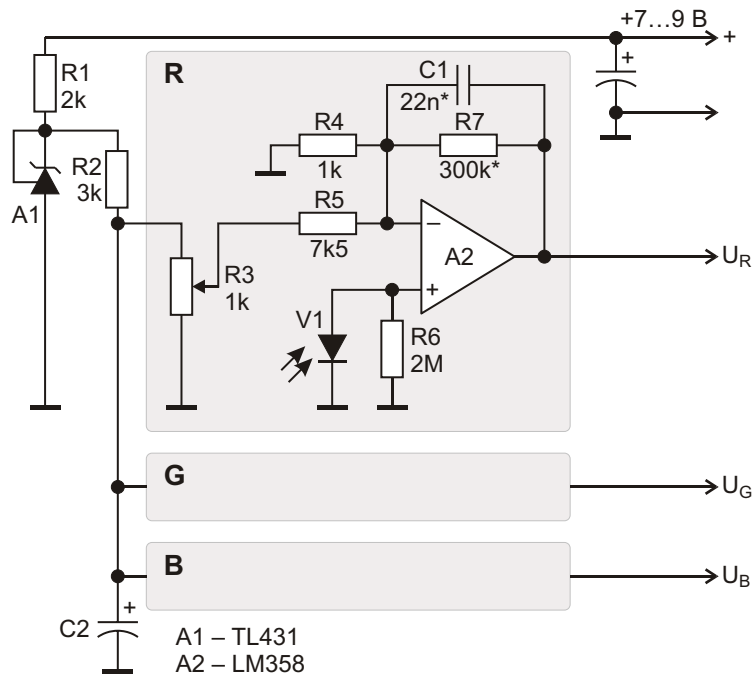 +7...9 В
+
R
R1
2k
C1
22n*
R4
1k
R7
300k*
R2
3k
A1
R5
7k5
−
A2
+
U_R
R3
1k
V1
R6
2M
G
U_G
B
U_B
+
C2
A1 – TL431
A2 – LM358
+